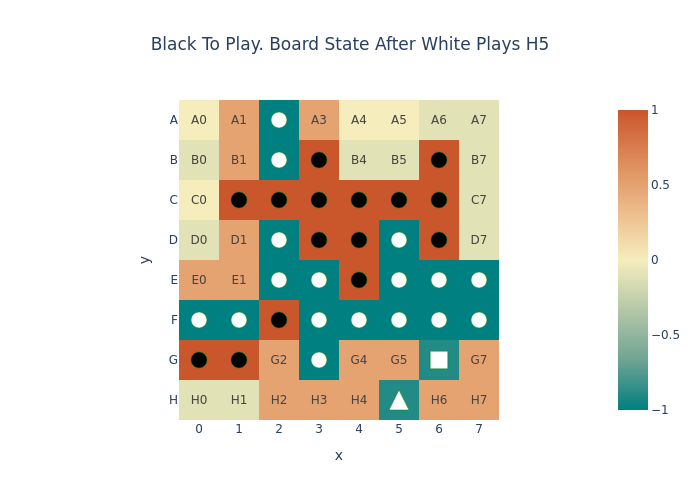 Black To Play. Board State After White Plays H5
A A0 A1 A3 A4 A5 A6 A7
B B0 B1 B4 B5 B7
C C0 C7
D D0 D1 D7
E E0 E1
F
G G2 G4 G5 G7
H H0 H1 H2 H3 H4 H6 H7
0 1 2 3 4 5 6 7
x
y
1
0.5
0
−0.5
−1